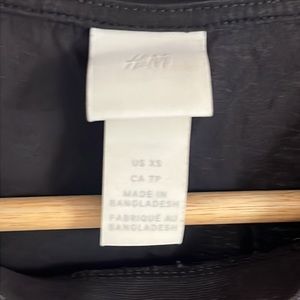 H&M
US XS
CA TP
MADE IN
BANGLADESH
FABRIQUÉ AU
BANGLADESH